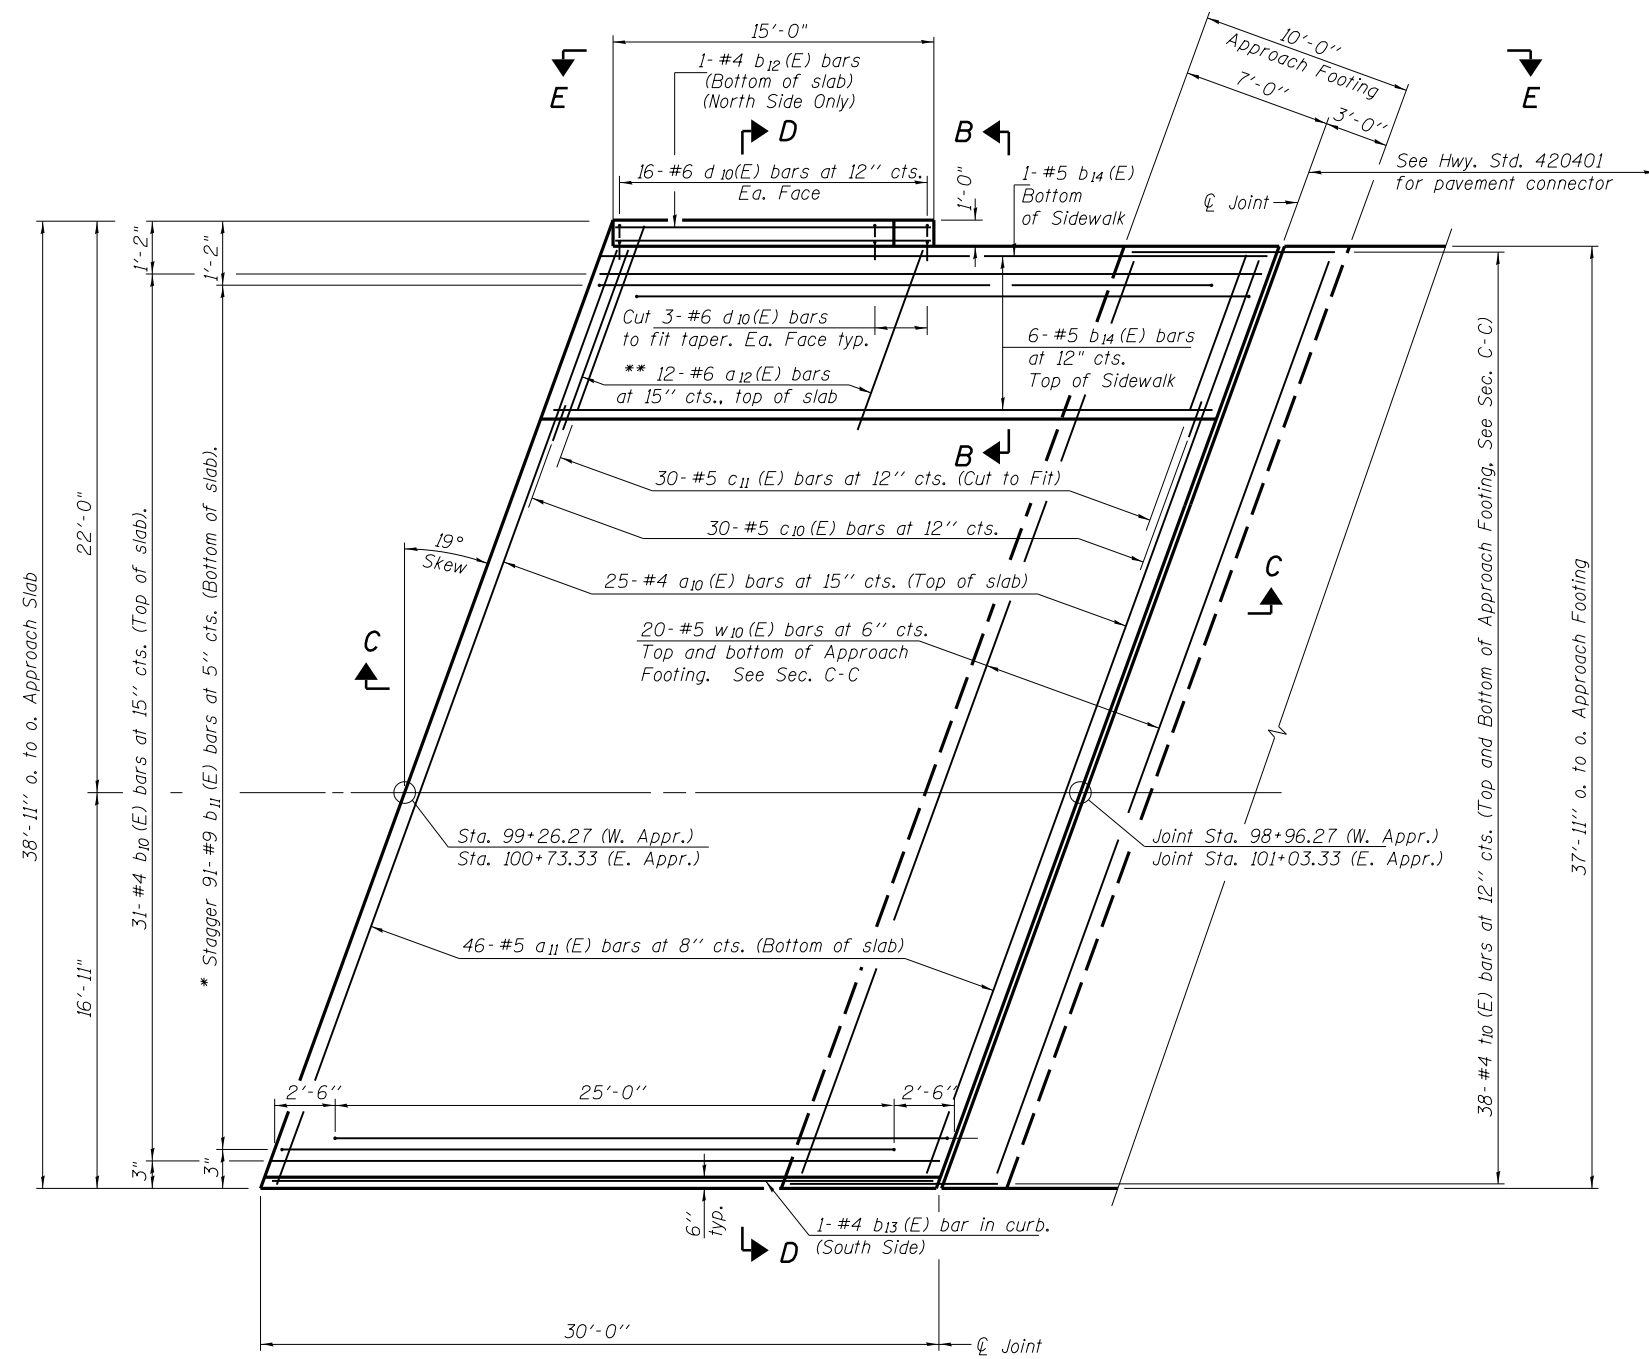 15'-0"
1- #4 b12(E) bars
(Bottom of slab)
(North Side Only)
E
D
B
10'-0"
Approach Footing
7'-0"
3'-0"
E
See Hwy. Std. 420401
for pavement connector
16- #6 d10(E) bars at 12" cts.
Ea. Face
1'-0"
1- #5 b14(E)
Bottom
of Sidewalk
℄ Joint
1'-2"
1'-2"
Cut 3- #6 d10(E) bars
to fit taper. Ea. Face typ.
** 12- #6 a12(E) bars
at 15" cts., top of slab
6- #5 b14(E) bars
at 12" cts.
Top of Sidewalk
B
30- #5 c11(E) bars at 12" cts. (Cut to Fit)
30- #5 c10(E) bars at 12" cts.
19°
Skew
25- #4 a10(E) bars at 15" cts. (Top of slab)
20- #5 w10(E) bars at 6" cts.
Top and bottom of Approach
Footing. See Sec. C-C
C
C
38'-11" o. to o. Approach Slab
22'-0"
16'-11"
31- #4 b10(E) bars at 15" cts. (Top of slab).
* Stagger 91- #9 b11(E) bars at 5" cts. (Bottom of slab).
38- #4 t10(E) bars at 12" cts. (Top and Bottom of Approach Footing. See Sec. C-C)
37'-11" o. to o. Approach Footing
Sta. 99+26.27 (W. Appr.)
Sta. 100+73.33 (E. Appr.)
Joint Sta. 98+96.27 (W. Appr.)
Joint Sta. 101+03.33 (E. Appr.)
46- #5 a11(E) bars at 8" cts. (Bottom of slab)
2'-6"
25'-0"
2'-6"
3"
3"
6"
typ.
1- #4 b13(E) bar in curb.
(South Side)
D
30'-0"
℄ Joint